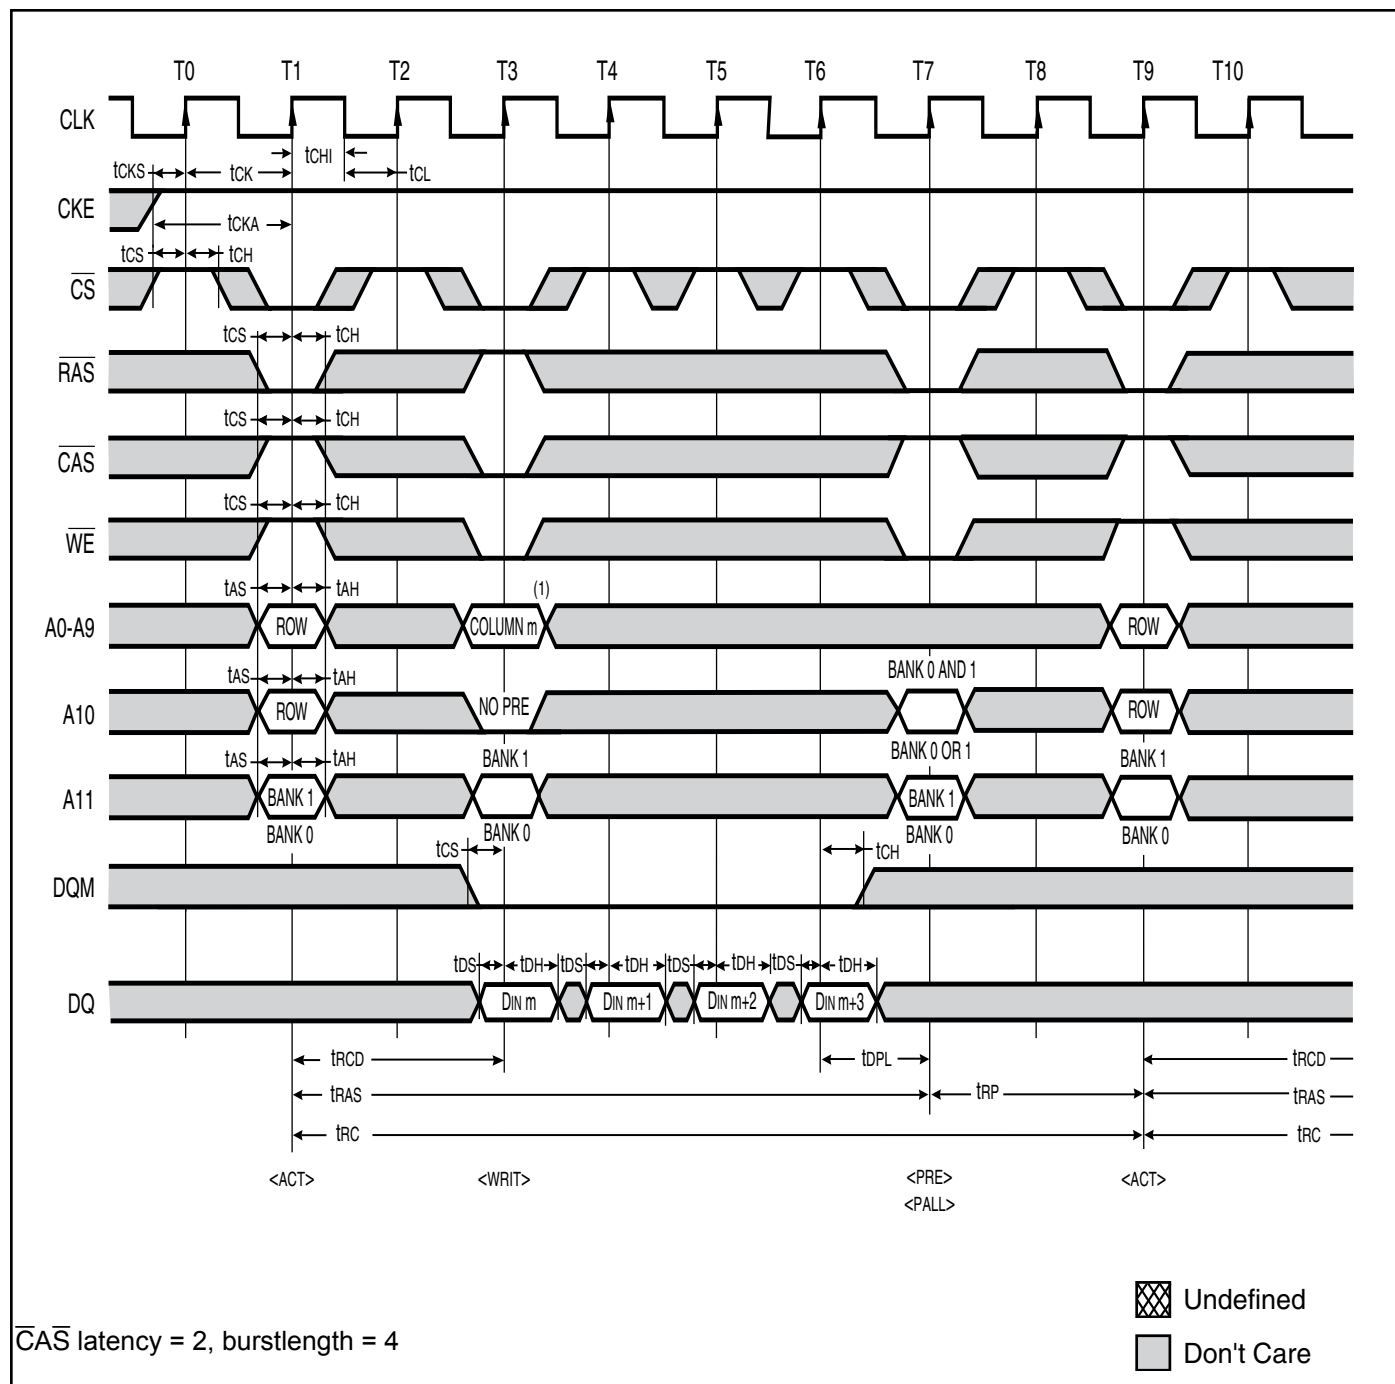 T0 T1 T2 T3 T4 T5 T6 T7 T8 T9 T10
CLK
tCHI
tCKS tCK tCL
CKE
tCKA
tCS tCH
CS
tCS tCH
RAS
tCS tCH
CAS
tCS tCH
WE
tAS tAH (1)
A0-A9 ROW COLUMN m ROW
tAS tAH BANK 0 AND 1
A10 ROW NO PRE ROW
tAS tAH BANK 1 BANK 0 OR 1 BANK 1
A11 BANK 1 BANK 1
BANK 0 BANK 0 BANK 0 BANK 0
tCS tCH
DQM
tDS tDH tDS tDH tDS tDH tDS tDH
DQ DIN m DIN m+1 DIN m+2 DIN m+3
tRCD tDPL tRCD
tRAS tRP tRAS
tRC tRC
<ACT> <WRIT> <PRE> <ACT>
<PALL>
Undefined
CAS latency = 2, burstlength = 4
Don't Care